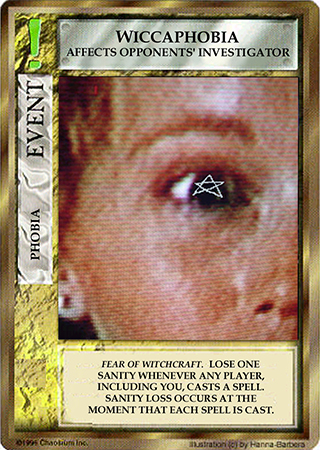 WICCAPHOBIA
AFFECTS OPPONENTS' INVESTIGATOR
!
EVENT
PHOBIA
FEAR OF WITCHCRAFT. LOSE ONE
SANITY WHENEVER ANY PLAYER,
INCLUDING YOU, CASTS A SPELL.
SANITY LOSS OCCURS AT THE
MOMENT THAT EACH SPELL IS CAST.
©1996 Chaosium Inc.
Illustration (c) by Hanna-Barbera